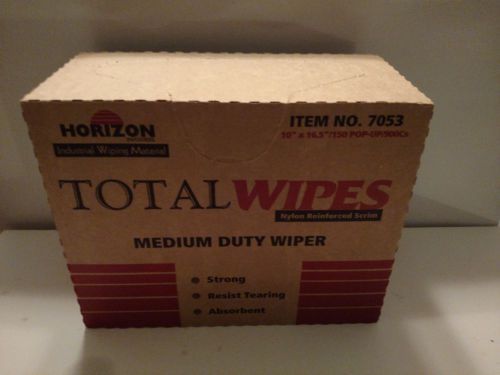 HORIZON
Industrial Wiping Material
ITEM NO. 7053
10" x 16.5"/150 POP-UP/900Cs
TOTALWIPES
Nylon Reinforced Scrim
MEDIUM DUTY WIPER
Strong
Resist Tearing
Absorbent